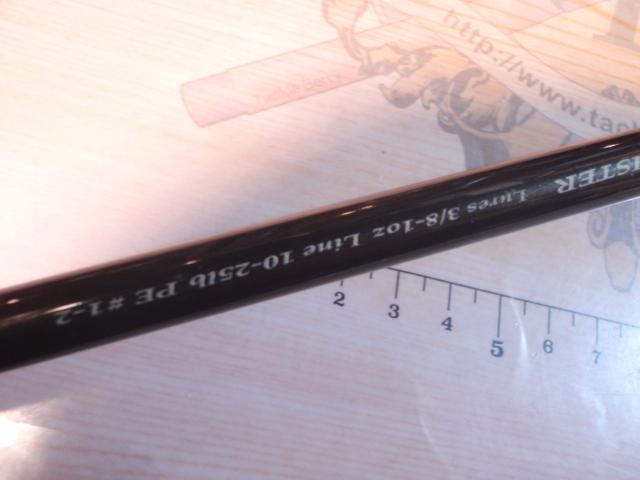 ISTER Lures 3/8-1oz Line 10-25lb PE #1-2
http://www.tac
2 3 4 5 6 7